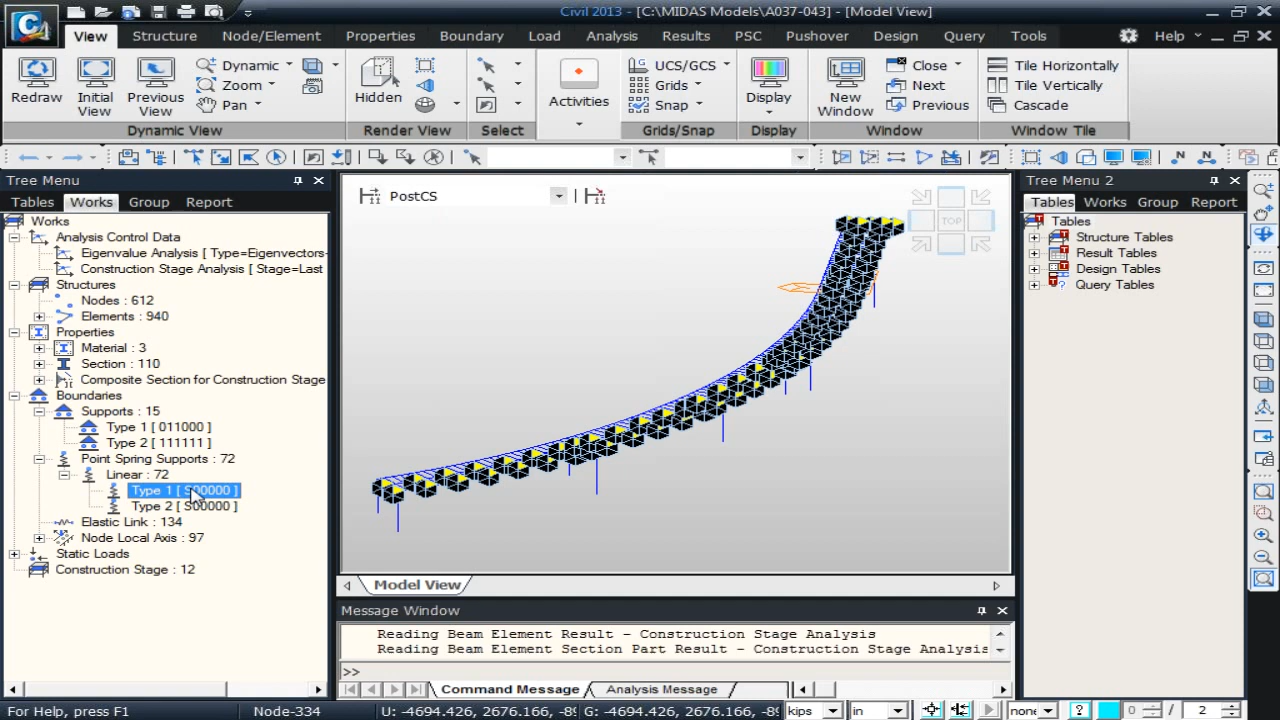 Civil 2013 - [C:\MIDAS Models\A037-043] - [Model View]
View Structure Node/Element Properties Boundary Load Analysis Results PSC Pushover Design Query Tools Help
Redraw
Initial View
Previous View
Dynamic
Zoom
Pan
Dynamic View
Hidden
Render View
Select
Activities
UCS/GCS
Grids
Snap
Grids/Snap
Display
Display
New Window
Close
Next
Previous
Window
Tile Horizontally
Tile Vertically
Cascade
Window Tile
Tree Menu
Tables Works Group Report
Works
Analysis Control Data
Eigenvalue Analysis [ Type=Eigenvectors-
Construction Stage Analysis [ Stage=Last
Structures
Nodes : 612
Elements : 940
Properties
Material : 3
Section : 110
Composite Section for Construction Stage
Boundaries
Supports : 15
Type 1 [ 011000 ]
Type 2 [ 111111 ]
Point Spring Supports : 72
Linear : 72
Type 1 [ S00000 ]
Type 2 [ S00000 ]
Elastic Link : 134
Node Local Axis : 97
Static Loads
Construction Stage : 12
PostCS
TOP
Model View
Message Window
Reading Beam Element Result - Construction Stage Analysis
Reading Beam Element Section Part Result - Construction Stage Analysis
>>
Command Message Analysis Message
Tree Menu 2
Tables Works Group Report
Tables
Structure Tables
Result Tables
Design Tables
Query Tables
For Help, press F1 Node-334 U: -4694.426, 2676.166, -89 G: -4694.426, 2676.166, -89 kips in none 0 / 2